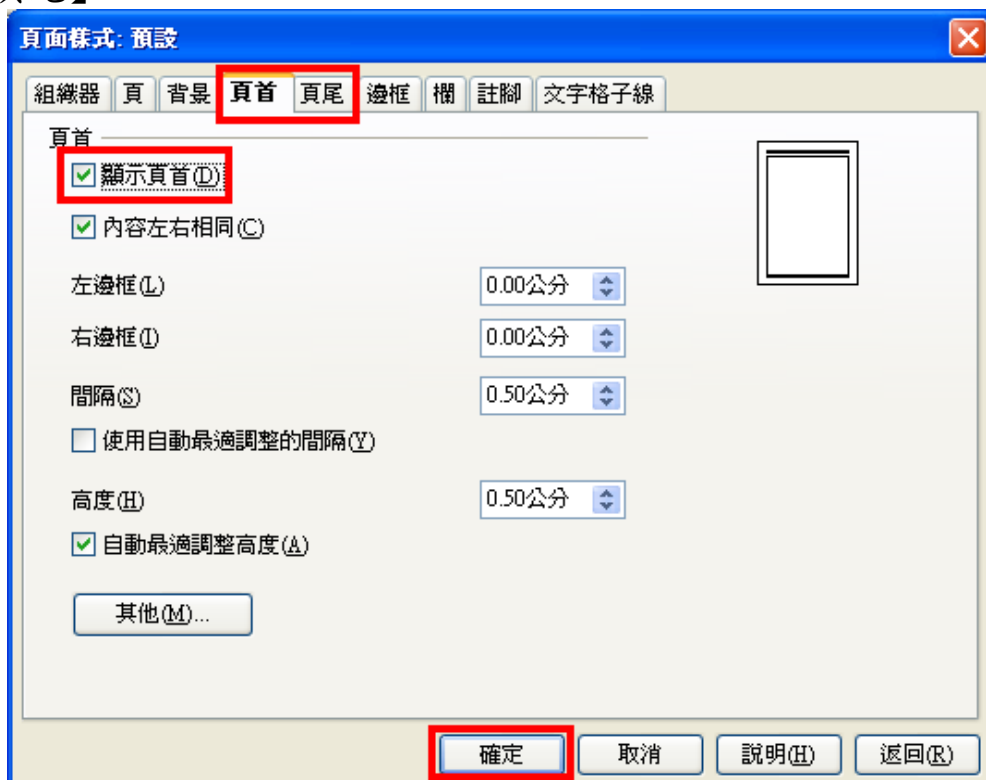 頁面樣式: 預設
組織器 頁 背景 頁首 頁尾 邊框 欄 註腳 文字格子線
頁首
顯示頁首(D)
內容左右相同(C)
左邊框(L) 0.00公分
右邊框(I) 0.00公分
間隔(S) 0.50公分
使用自動最適調整的間隔(Y)
高度(H) 0.50公分
自動最適調整高度(A)
其他(M)...
確定 取消 說明(H) 返回(R)